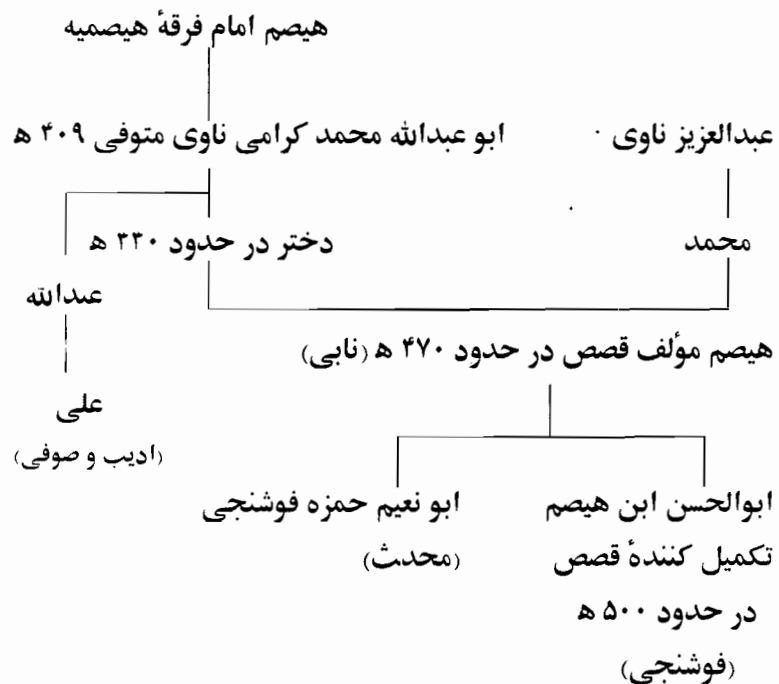 هیصم امام فرقهٔ هیصمیه
عبدالعزیز ناوی ابو عبدالله محمد کرامی ناوی متوفی ۴۰۹ ه
محمد دختر در حدود ۴۳۰ ه
عبدالله
هیصم مؤلف قصص در حدود ۴۷۰ ه (نابی)
علی
(ادیب و صوفی)
ابوالحسن ابن هیصم ابو نعیم حمزه فوشنجی
تکمیل کنندهٔ قصص (محدث)
در حدود ۵۰۰ ه
(فوشنجی)